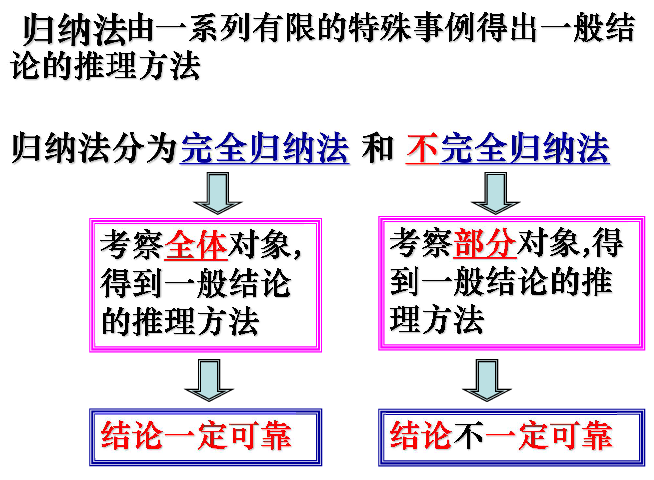 归纳法由一系列有限的特殊事例得出一般结
论的推理方法
归纳法分为完全归纳法 和 不完全归纳法
考察全体对象,
得到一般结论
的推理方法
考察部分对象,得
到一般结论的推
理方法
结论一定可靠
结论不一定可靠